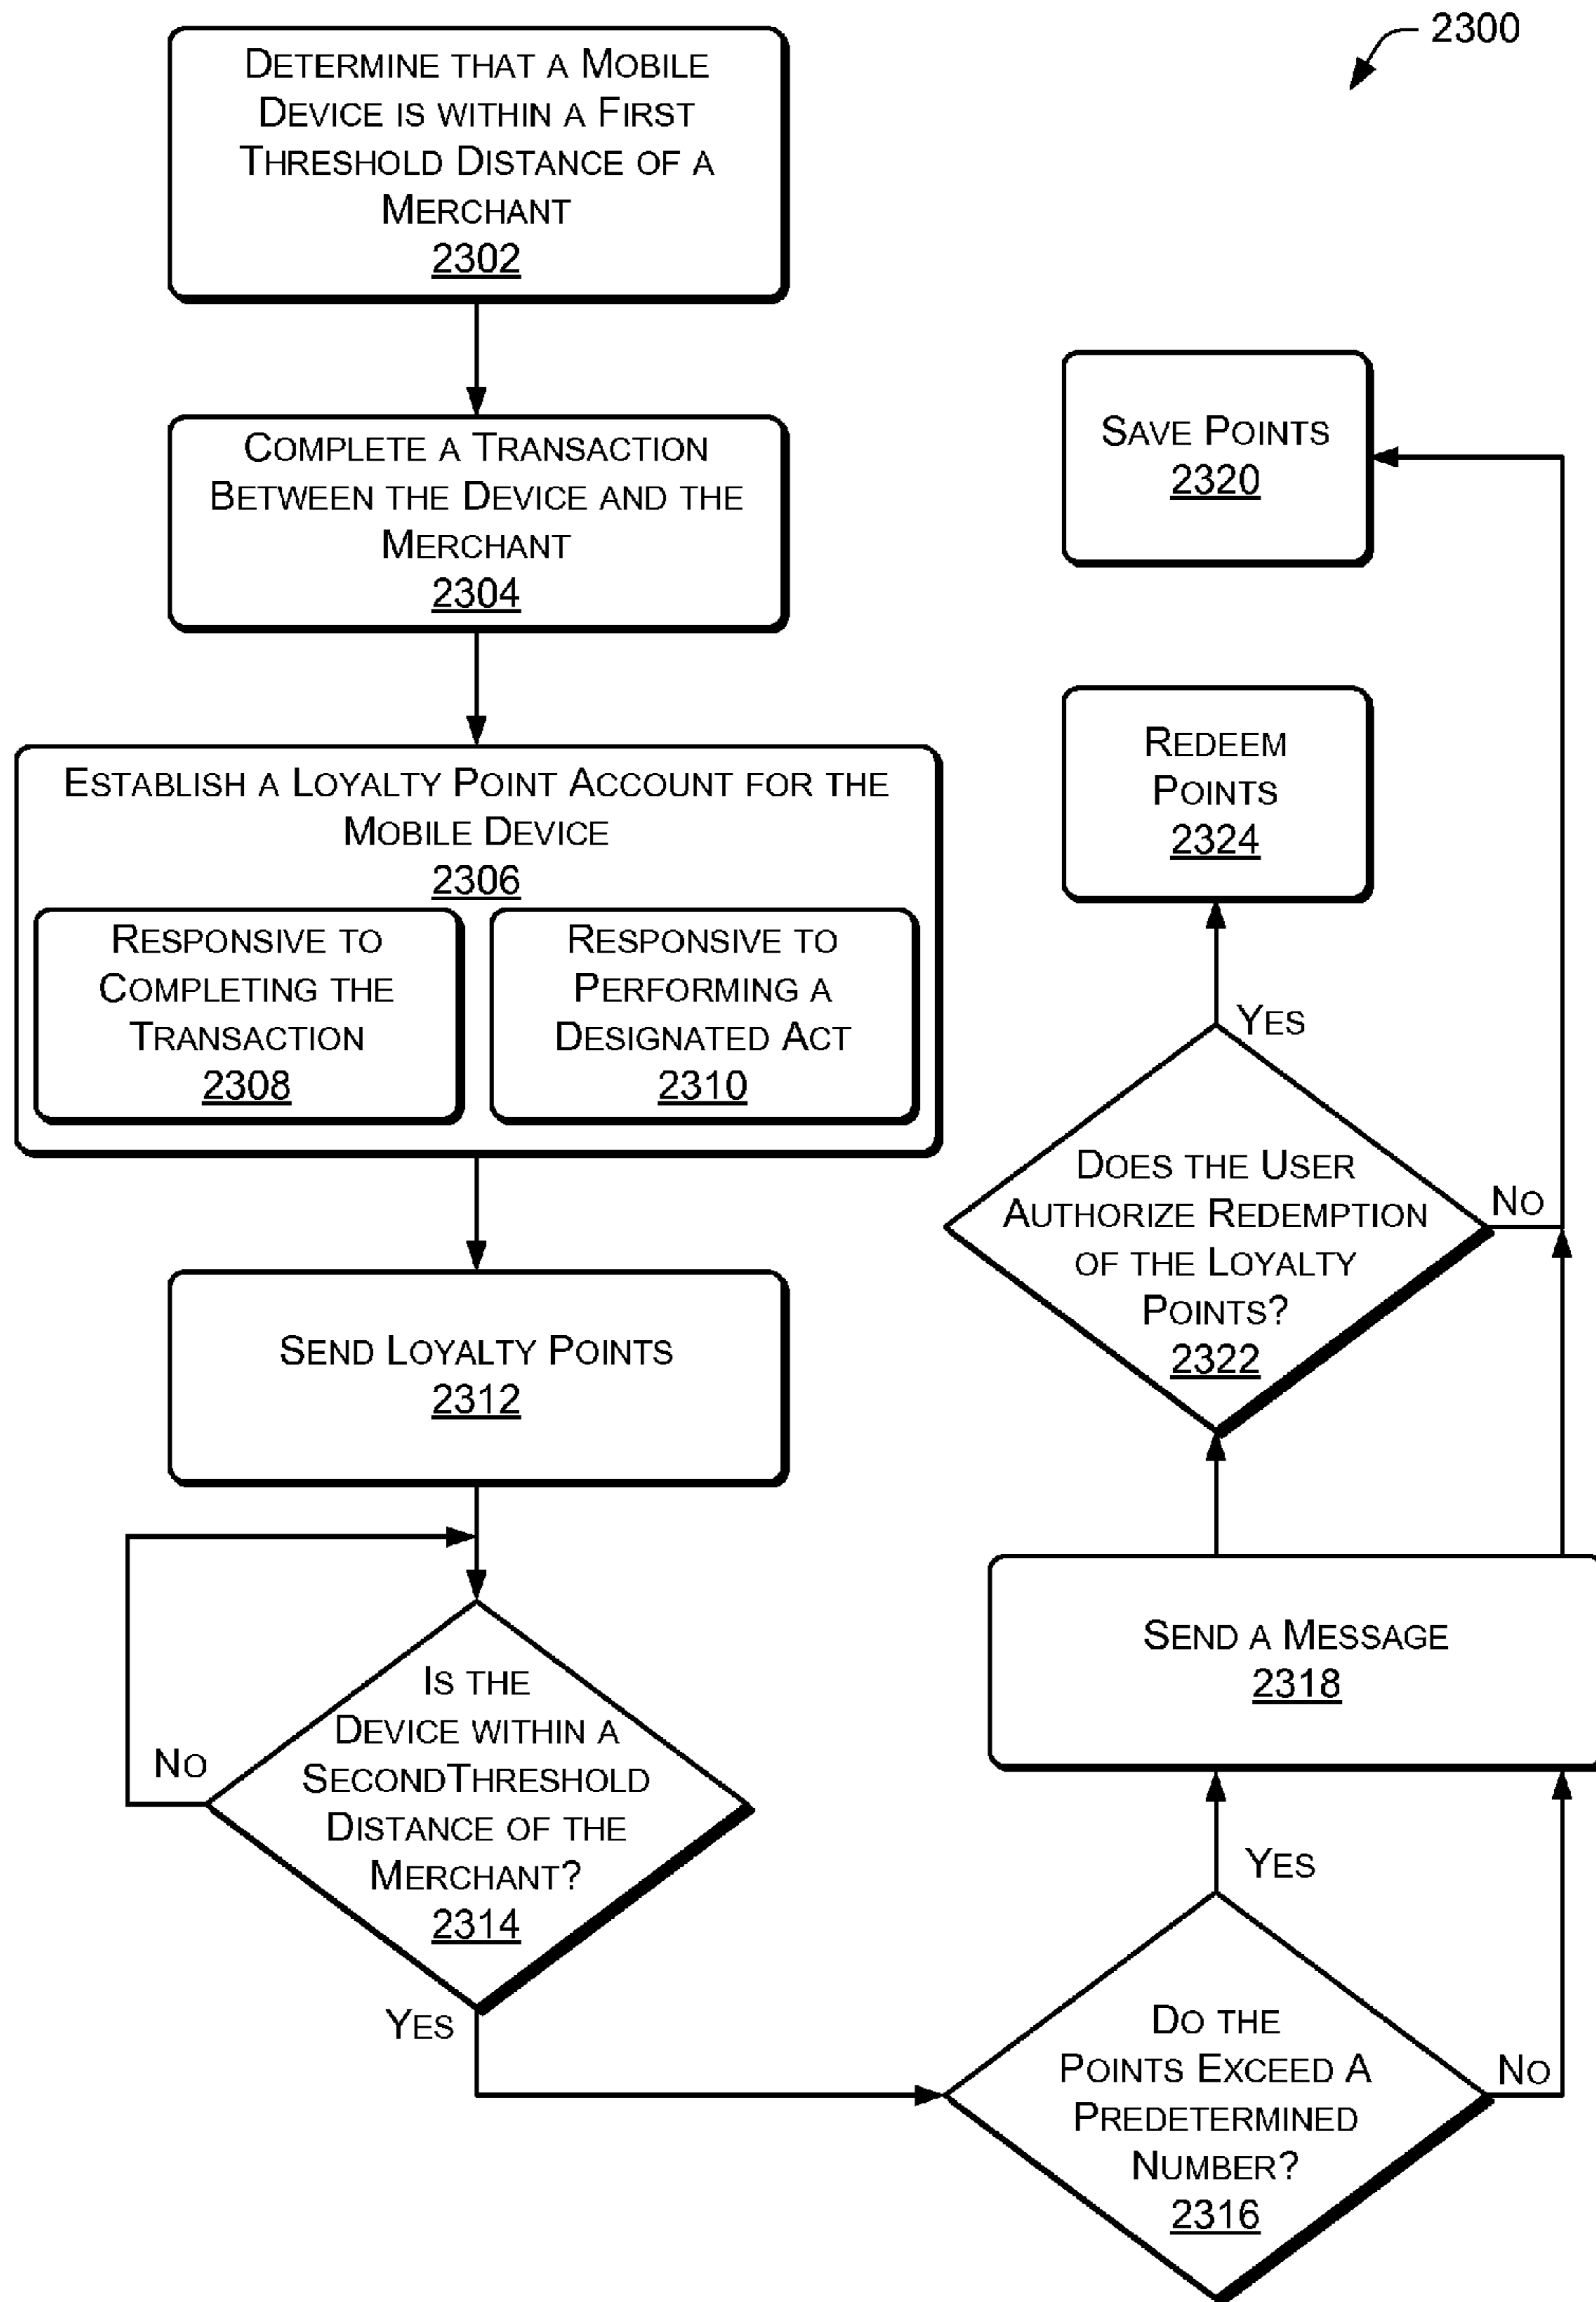 2300
DETERMINE THAT A MOBILE
DEVICE IS WITHIN A FIRST
THRESHOLD DISTANCE OF A
MERCHANT
2302
COMPLETE A TRANSACTION
BETWEEN THE DEVICE AND THE
MERCHANT
2304
ESTABLISH A LOYALTY POINT ACCOUNT FOR THE
MOBILE DEVICE
2306
RESPONSIVE TO
COMPLETING THE
TRANSACTION
2308
RESPONSIVE TO
PERFORMING A
DESIGNATED ACT
2310
SEND LOYALTY POINTS
2312
IS THE
DEVICE WITHIN A
SECONDTHRESHOLD
DISTANCE OF THE
MERCHANT?
2314
NO
YES
DO THE
POINTS EXCEED A
PREDETERMINED
NUMBER?
2316
YES
NO
SEND A MESSAGE
2318
DOES THE USER
AUTHORIZE REDEMPTION
OF THE LOYALTY
POINTS?
2322
YES
NO
REDEEM
POINTS
2324
SAVE POINTS
2320